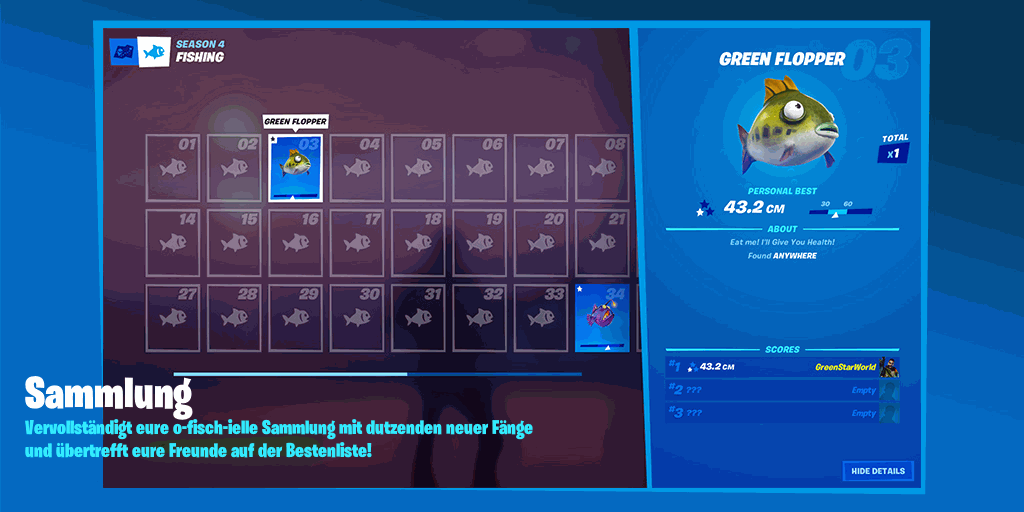 SEASON 4
FISHING
GREEN FLOPPER
01 02 03 04 05 06 07 08
14 15 16 17 18 19 20 21
27 28 29 30 31 32 33 34
GREEN FLOPPER 03
TOTAL
x1
PERSONAL BEST
43.2 CM
30 60
ABOUT
Eat me! I'll Give You Health!
Found ANYWHERE
SCORES
#1 43.2 CM GreenStarWorld
#2 ??? Empty
#3 ??? Empty
HIDE DETAILS
Sammlung
Vervollständigt eure o-fisch-ielle Sammlung mit dutzenden neuer Fänge
und übertrefft eure Freunde auf der Bestenliste!